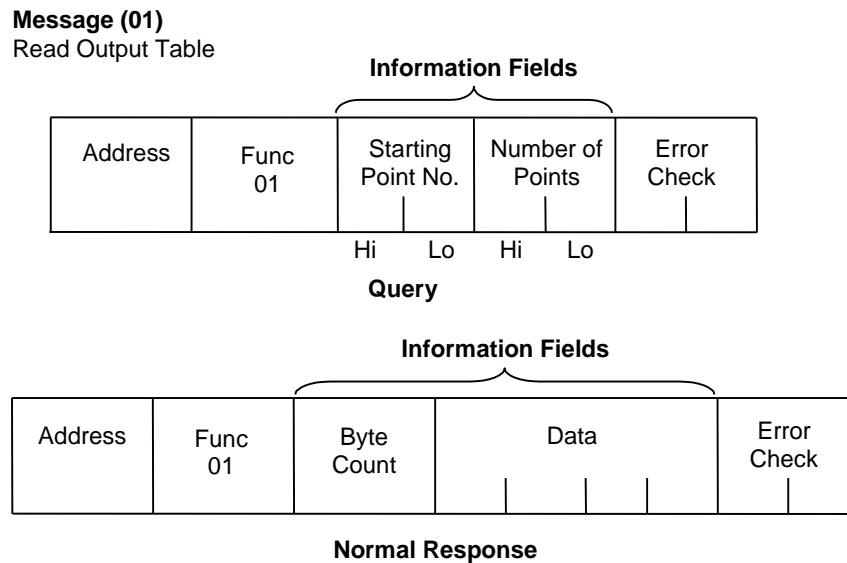 Message (01)
Read Output Table
Information Fields
Address
Func
01
Starting
Point No.
Number of
Points
Error
Check
Hi Lo Hi Lo
Query
Information Fields
Address
Func
01
Byte
Count
Data
Error
Check
Normal Response